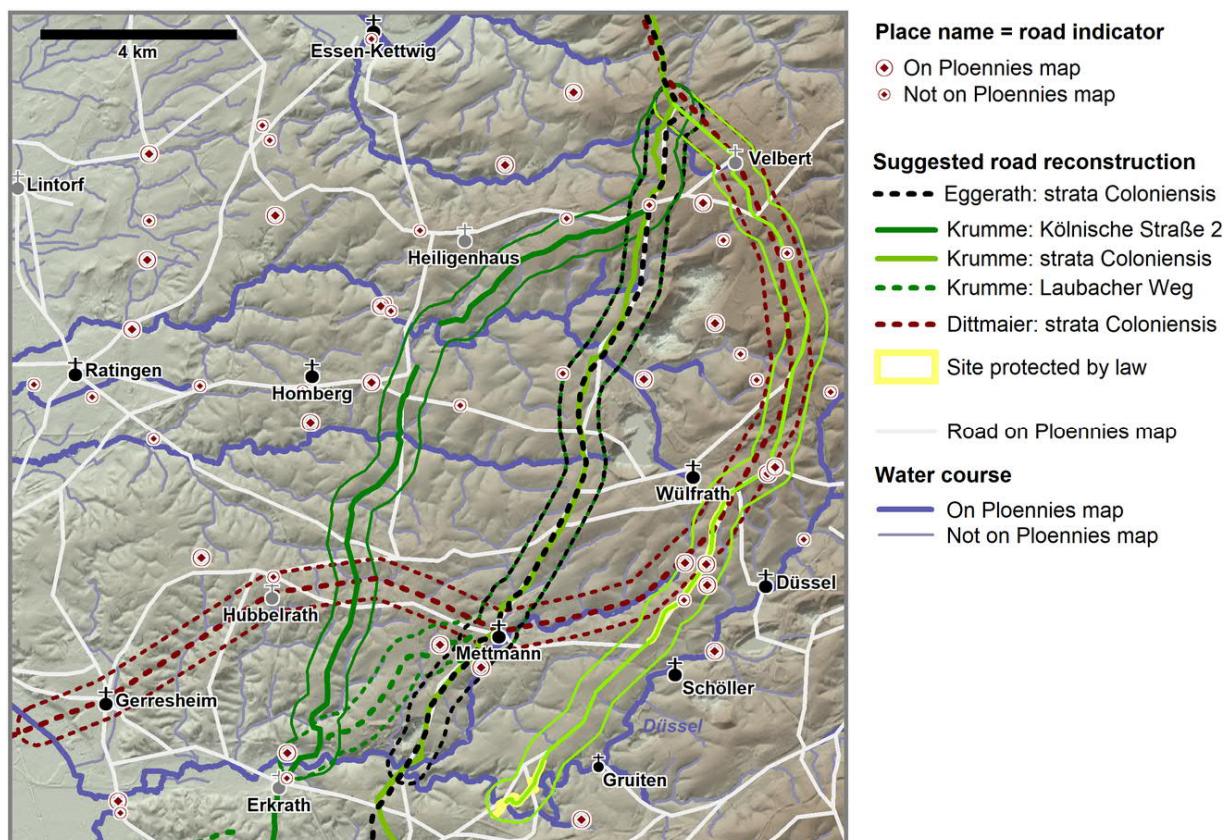 4 km
Essen-Kettwig
Lintorf
Velbert
Heiligenhaus
Ratingen
Homberg
Wülfrath
Hubbelrath
Düssel
Mettmann
Schöller
Gerresheim
Düssel
Gruiten
Erkrath
Place name = road indicator
On Ploennies map
Not on Ploennies map
Suggested road reconstruction
Eggerath: strata Coloniensis
Krumme: Kölnische Straße 2
Krumme: strata Coloniensis
Krumme: Laubacher Weg
Dittmaier: strata Coloniensis
Site protected by law
Road on Ploennies map
Water course
On Ploennies map
Not on Ploennies map